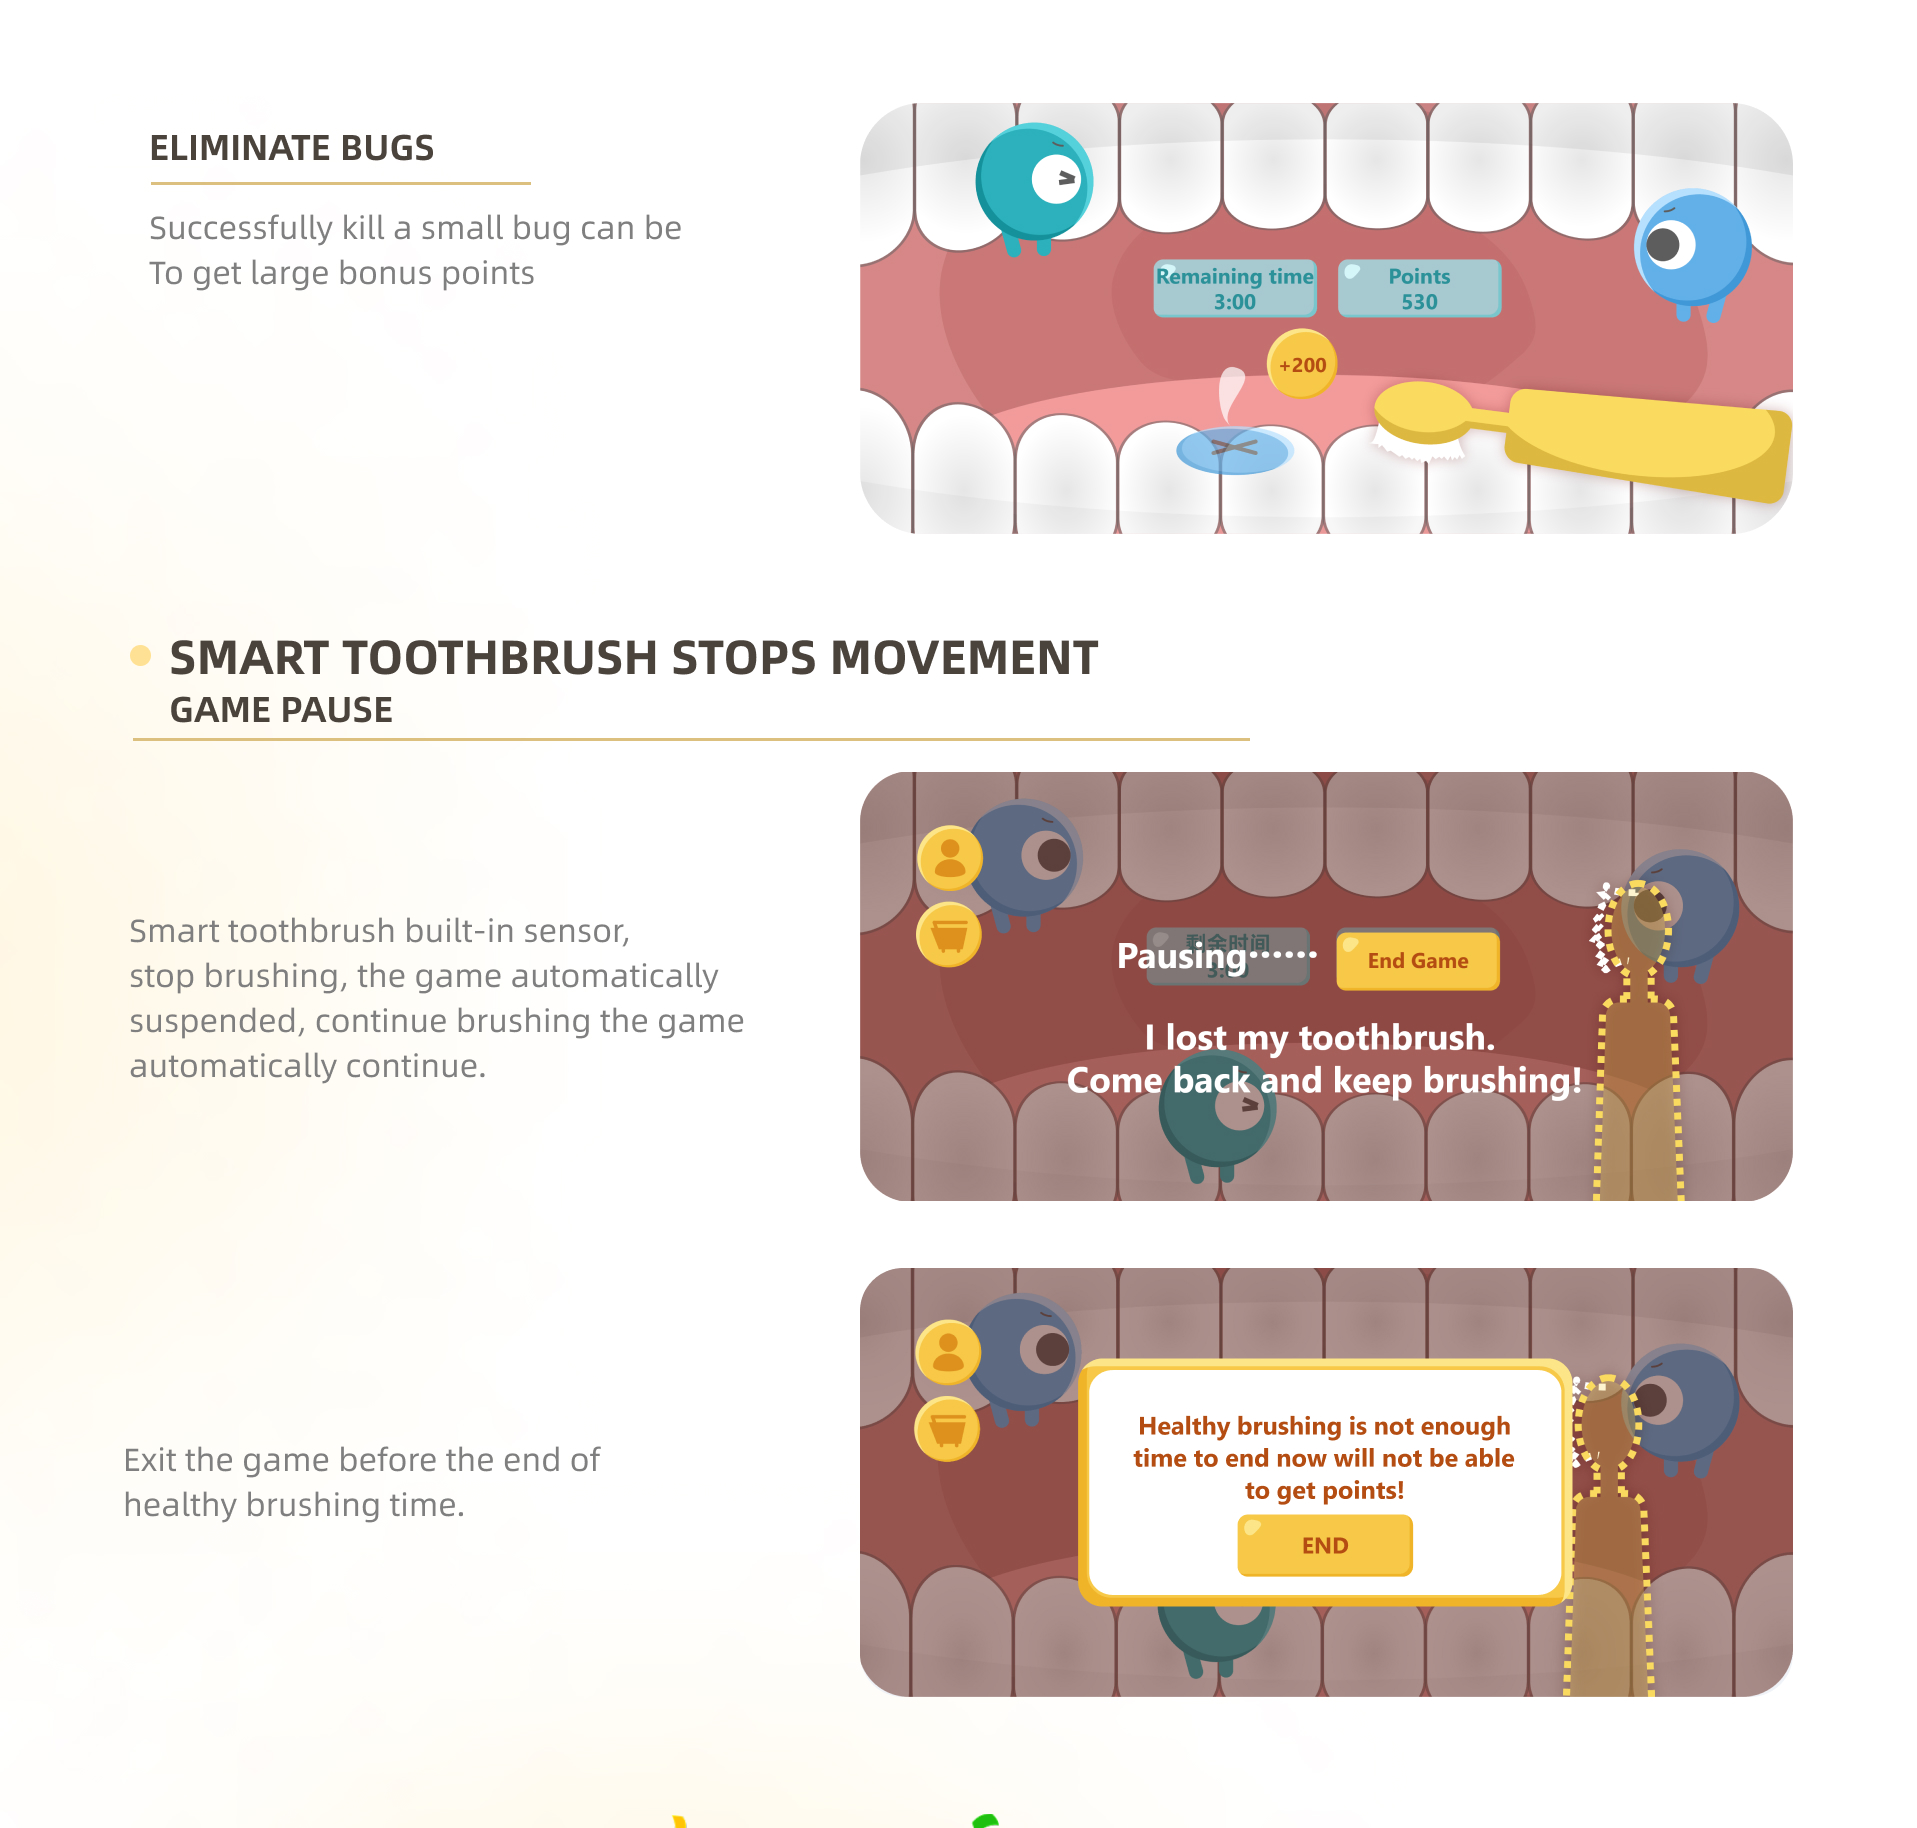 ELIMINATE BUGS
Successfully kill a small bug can be
To get large bonus points
Remaining time
3:00
Points
530
+200
SMART TOOTHBRUSH STOPS MOVEMENT
GAME PAUSE
Smart toothbrush built-in sensor,
stop brushing, the game automatically
suspended, continue brushing the game
automatically continue.
剩余时间
Pausing······
End Game
I lost my toothbrush.
Come back and keep brushing!
Exit the game before the end of
healthy brushing time.
Healthy brushing is not enough
time to end now will not be able
to get points!
END